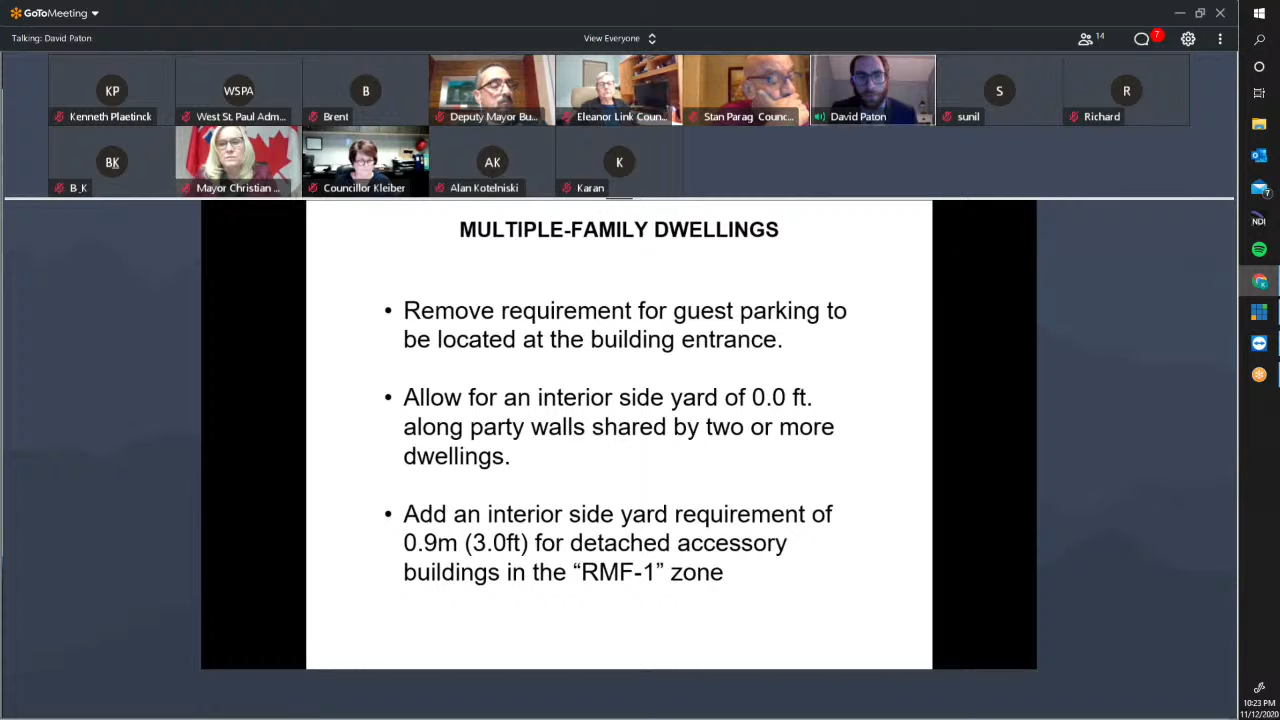 GoToMeeting
Talking: David Paton
View Everyone
14
7
KP
Kenneth Plaetinck
WSPA
West St. Paul Adm...
B
Brent
Deputy Mayor Bu...
Eleanor Link Coun...
Stan Parag Counc...
David Paton
S
sunil
R
Richard
BK
B_K
Mayor Christian ...
Councillor Kleiber
AK
Alan Kotelniski
K
Karan
MULTIPLE-FAMILY DWELLINGS
• Remove requirement for guest parking to
be located at the building entrance.
• Allow for an interior side yard of 0.0 ft.
along party walls shared by two or more
dwellings.
• Add an interior side yard requirement of
0.9m (3.0ft) for detached accessory
buildings in the “RMF-1” zone
7
NDI
10:23 PM
11/12/2020